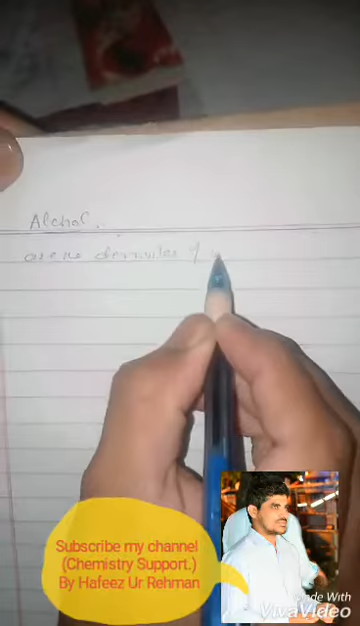 Alchol.
are the derivatives of
Subscribe my channel
(Chemistry Support.)
By Hafeez Ur Rehman
Made With
VivaVideo